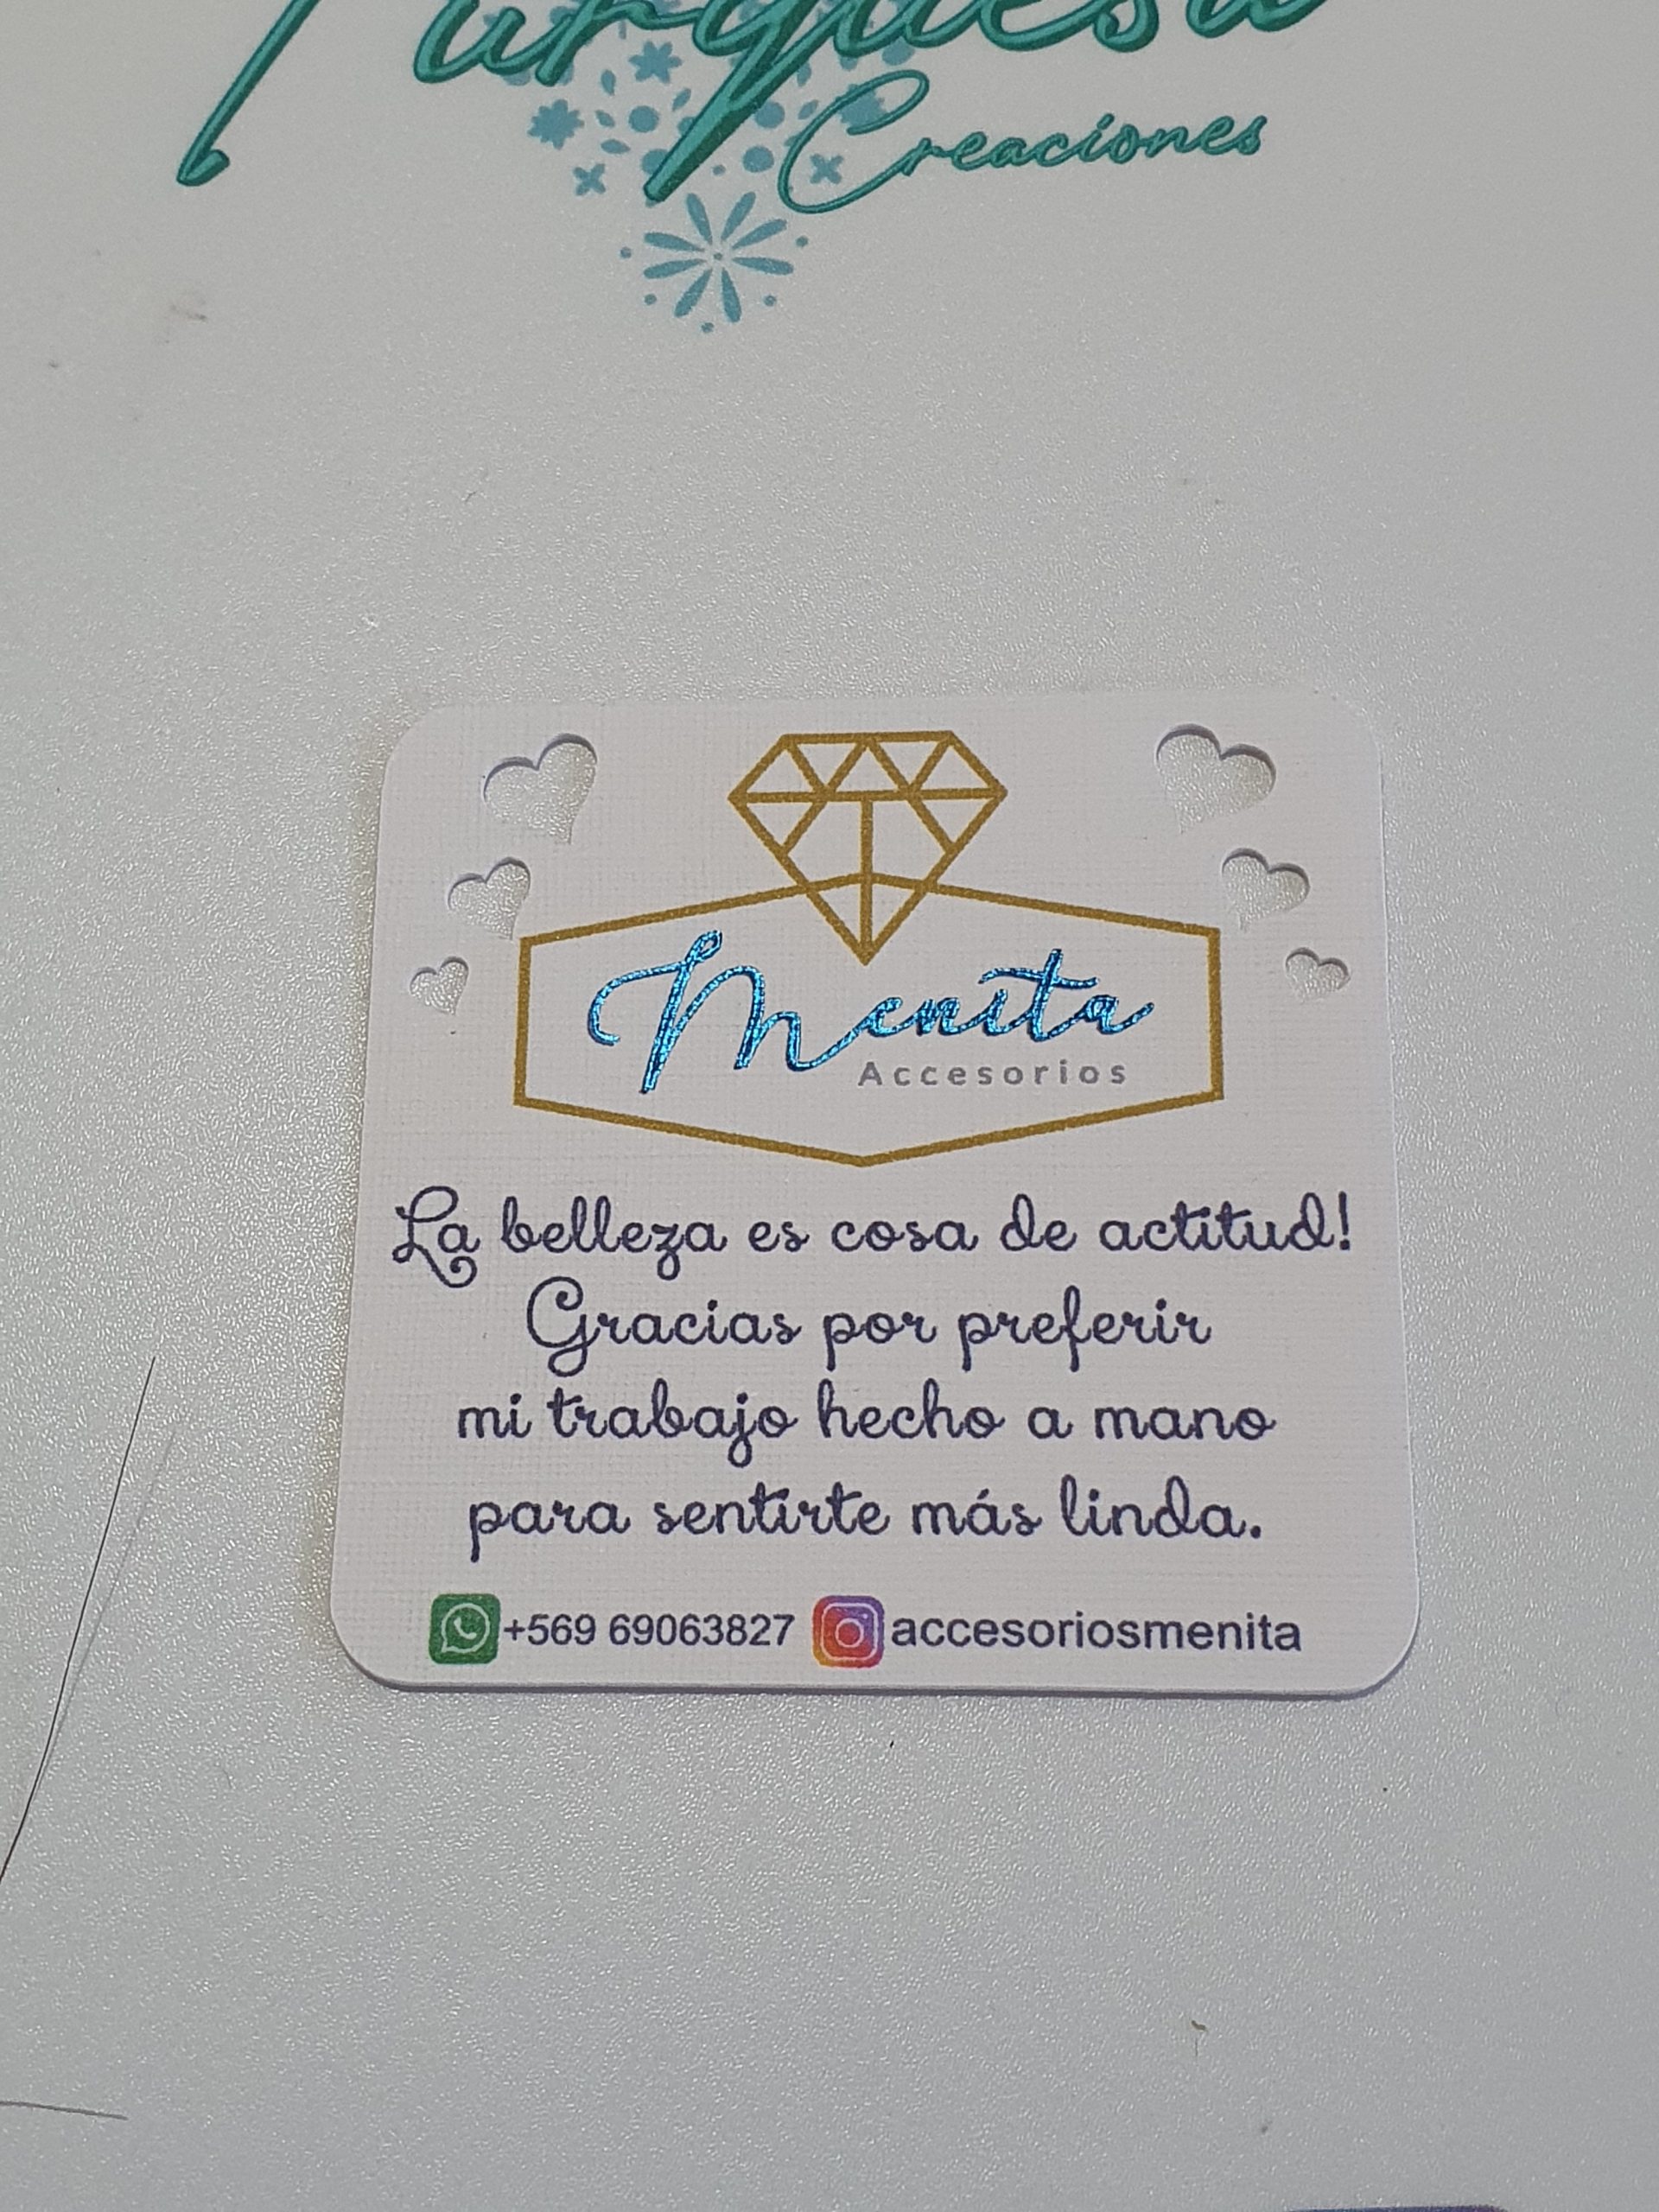 Turquesa
Creaciones
Menita
Accesorios
La belleza es cosa de actitud!
Gracias por preferir
mi trabajo hecho a mano
para sentirte más linda.
+569 69063827 accesoriosmenita